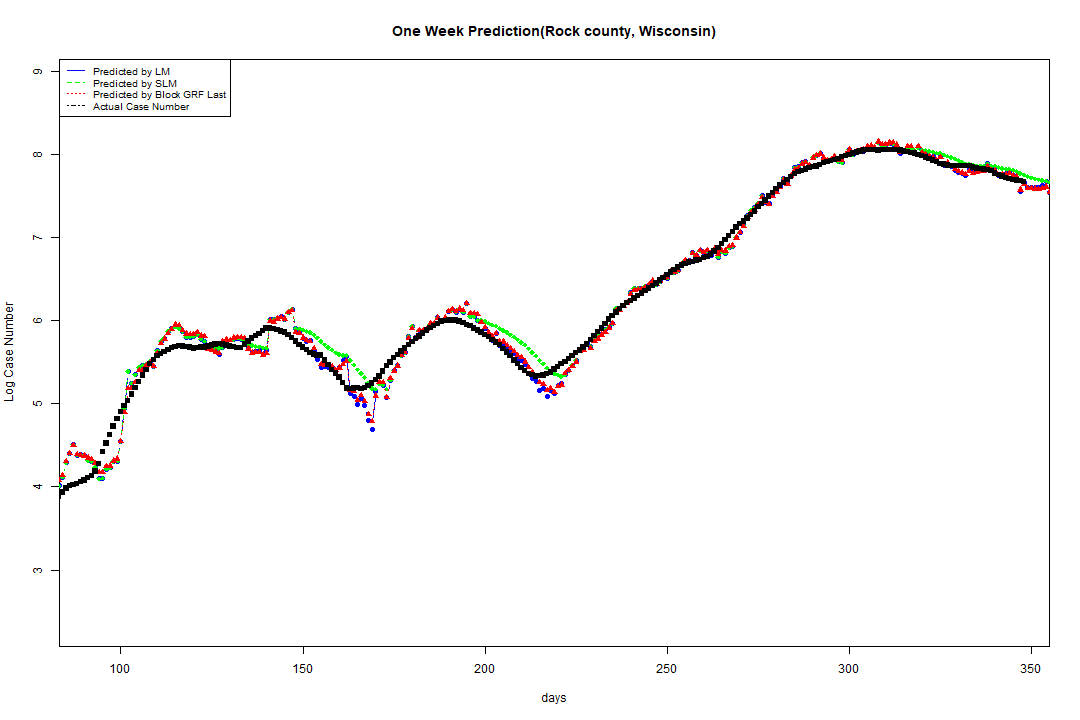 One Week Prediction(Rock county, Wisconsin)
Predicted by LM
Predicted by SLM
Predicted by Block GRF Last
Actual Case Number
9
8
7
6
5
4
3
Log Case Number
100 150 200 250 300 350
days